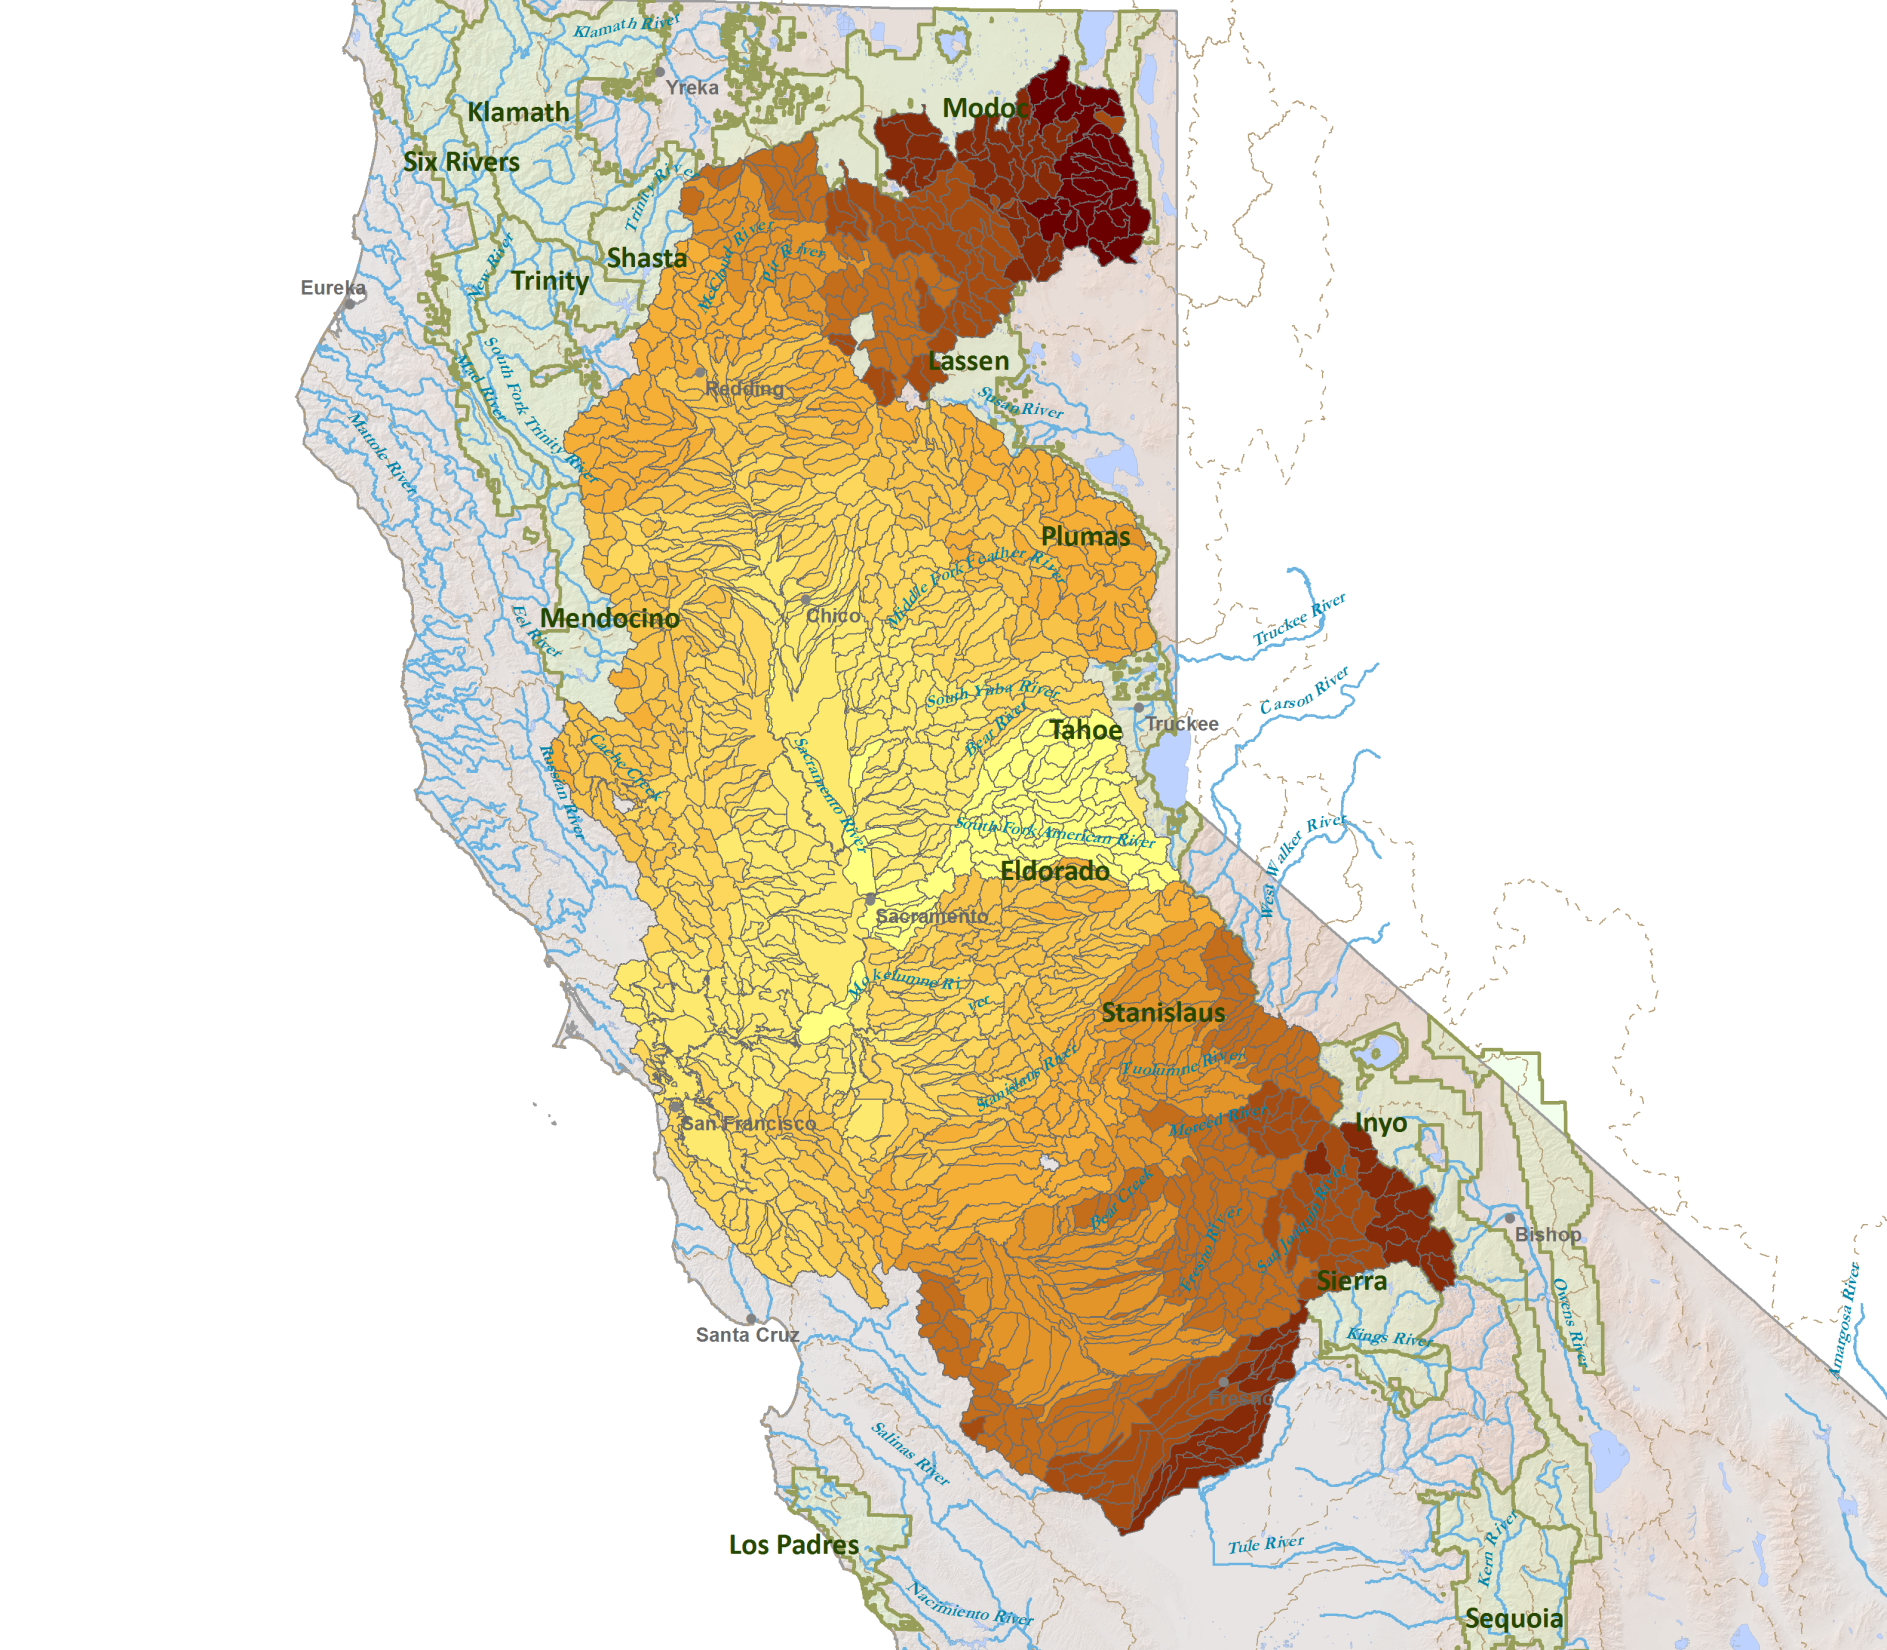 Klamath River
Yreka
Klamath
Modoc
Six Rivers
Trinity River
McCloud River
Pit River
Shasta
New River
Trinity
Eureka
South Fork Trinity River
Mad River
Lassen
Redding
Susan River
Mattole River
Plumas
Middle Fork Feather River
Chico
Mendocino
Eel River
Truckee River
South Yuba River
Carson River
Bear River
Tahoe
Truckee
Cache Creek
Russian River
Sacramento River
South Fork American River
West Walker River
Eldorado
Sacramento
Mokelumne River
Stanislaus
Stanislaus River
Tuolumne River
Merced River
Inyo
San Francisco
Bear Creek
Fresno River
San Joaquin River
Bishop
Sierra
Owens River
Amargosa River
Santa Cruz
Kings River
Fresno
Salinas River
Los Padres
Tule River
Kern River
Nacimiento River
Sequoia